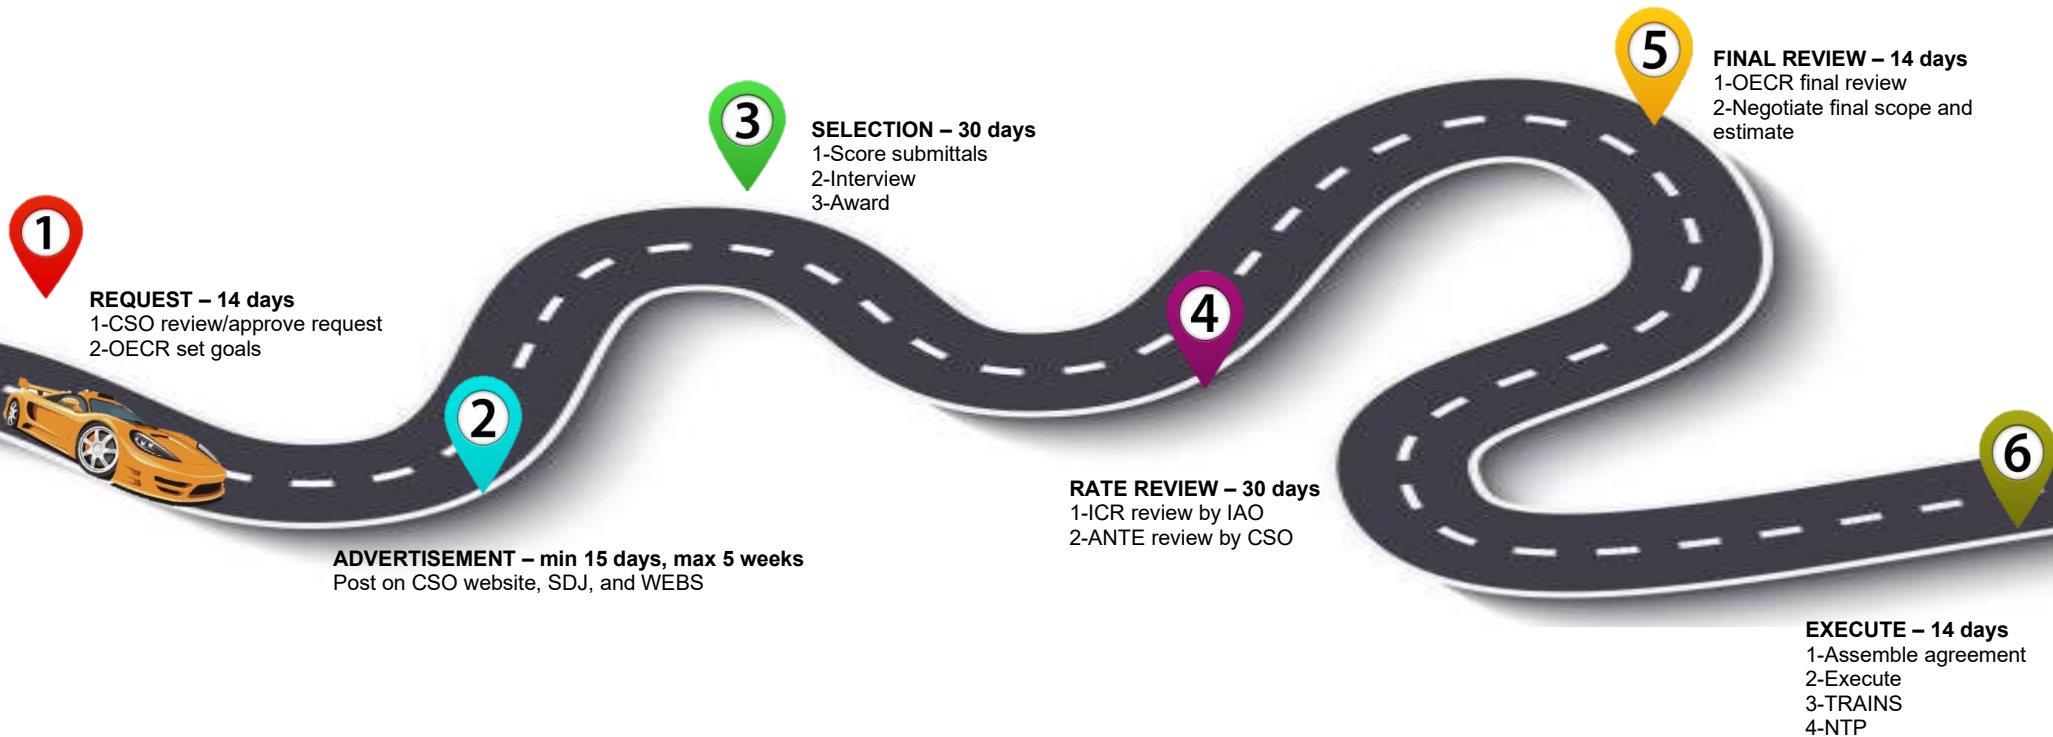 1
REQUEST – 14 days
1-CSO review/approve request
2-OECR set goals
2
ADVERTISEMENT – min 15 days, max 5 weeks
Post on CSO website, SDJ, and WEBS
3
SELECTION – 30 days
1-Score submittals
2-Interview
3-Award
4
RATE REVIEW – 30 days
1-ICR review by IAO
2-ANTE review by CSO
5
FINAL REVIEW – 14 days
1-OECR final review
2-Negotiate final scope and
estimate
6
EXECUTE – 14 days
1-Assemble agreement
2-Execute
3-TRAINS
4-NTP